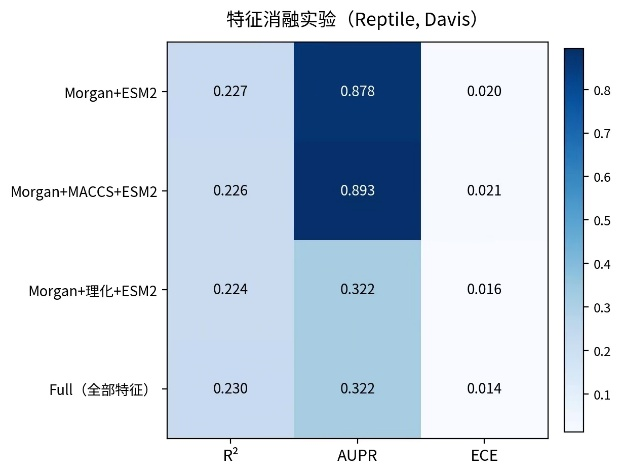 特征消融实验（Reptile, Davis）
Morgan+ESM2 0.227 0.878 0.020
Morgan+MACCS+ESM2 0.226 0.893 0.021
Morgan+理化+ESM2 0.224 0.322 0.016
Full（全部特征） 0.230 0.322 0.014
R² AUPR ECE
0.8
0.7
0.6
0.5
0.4
0.3
0.2
0.1